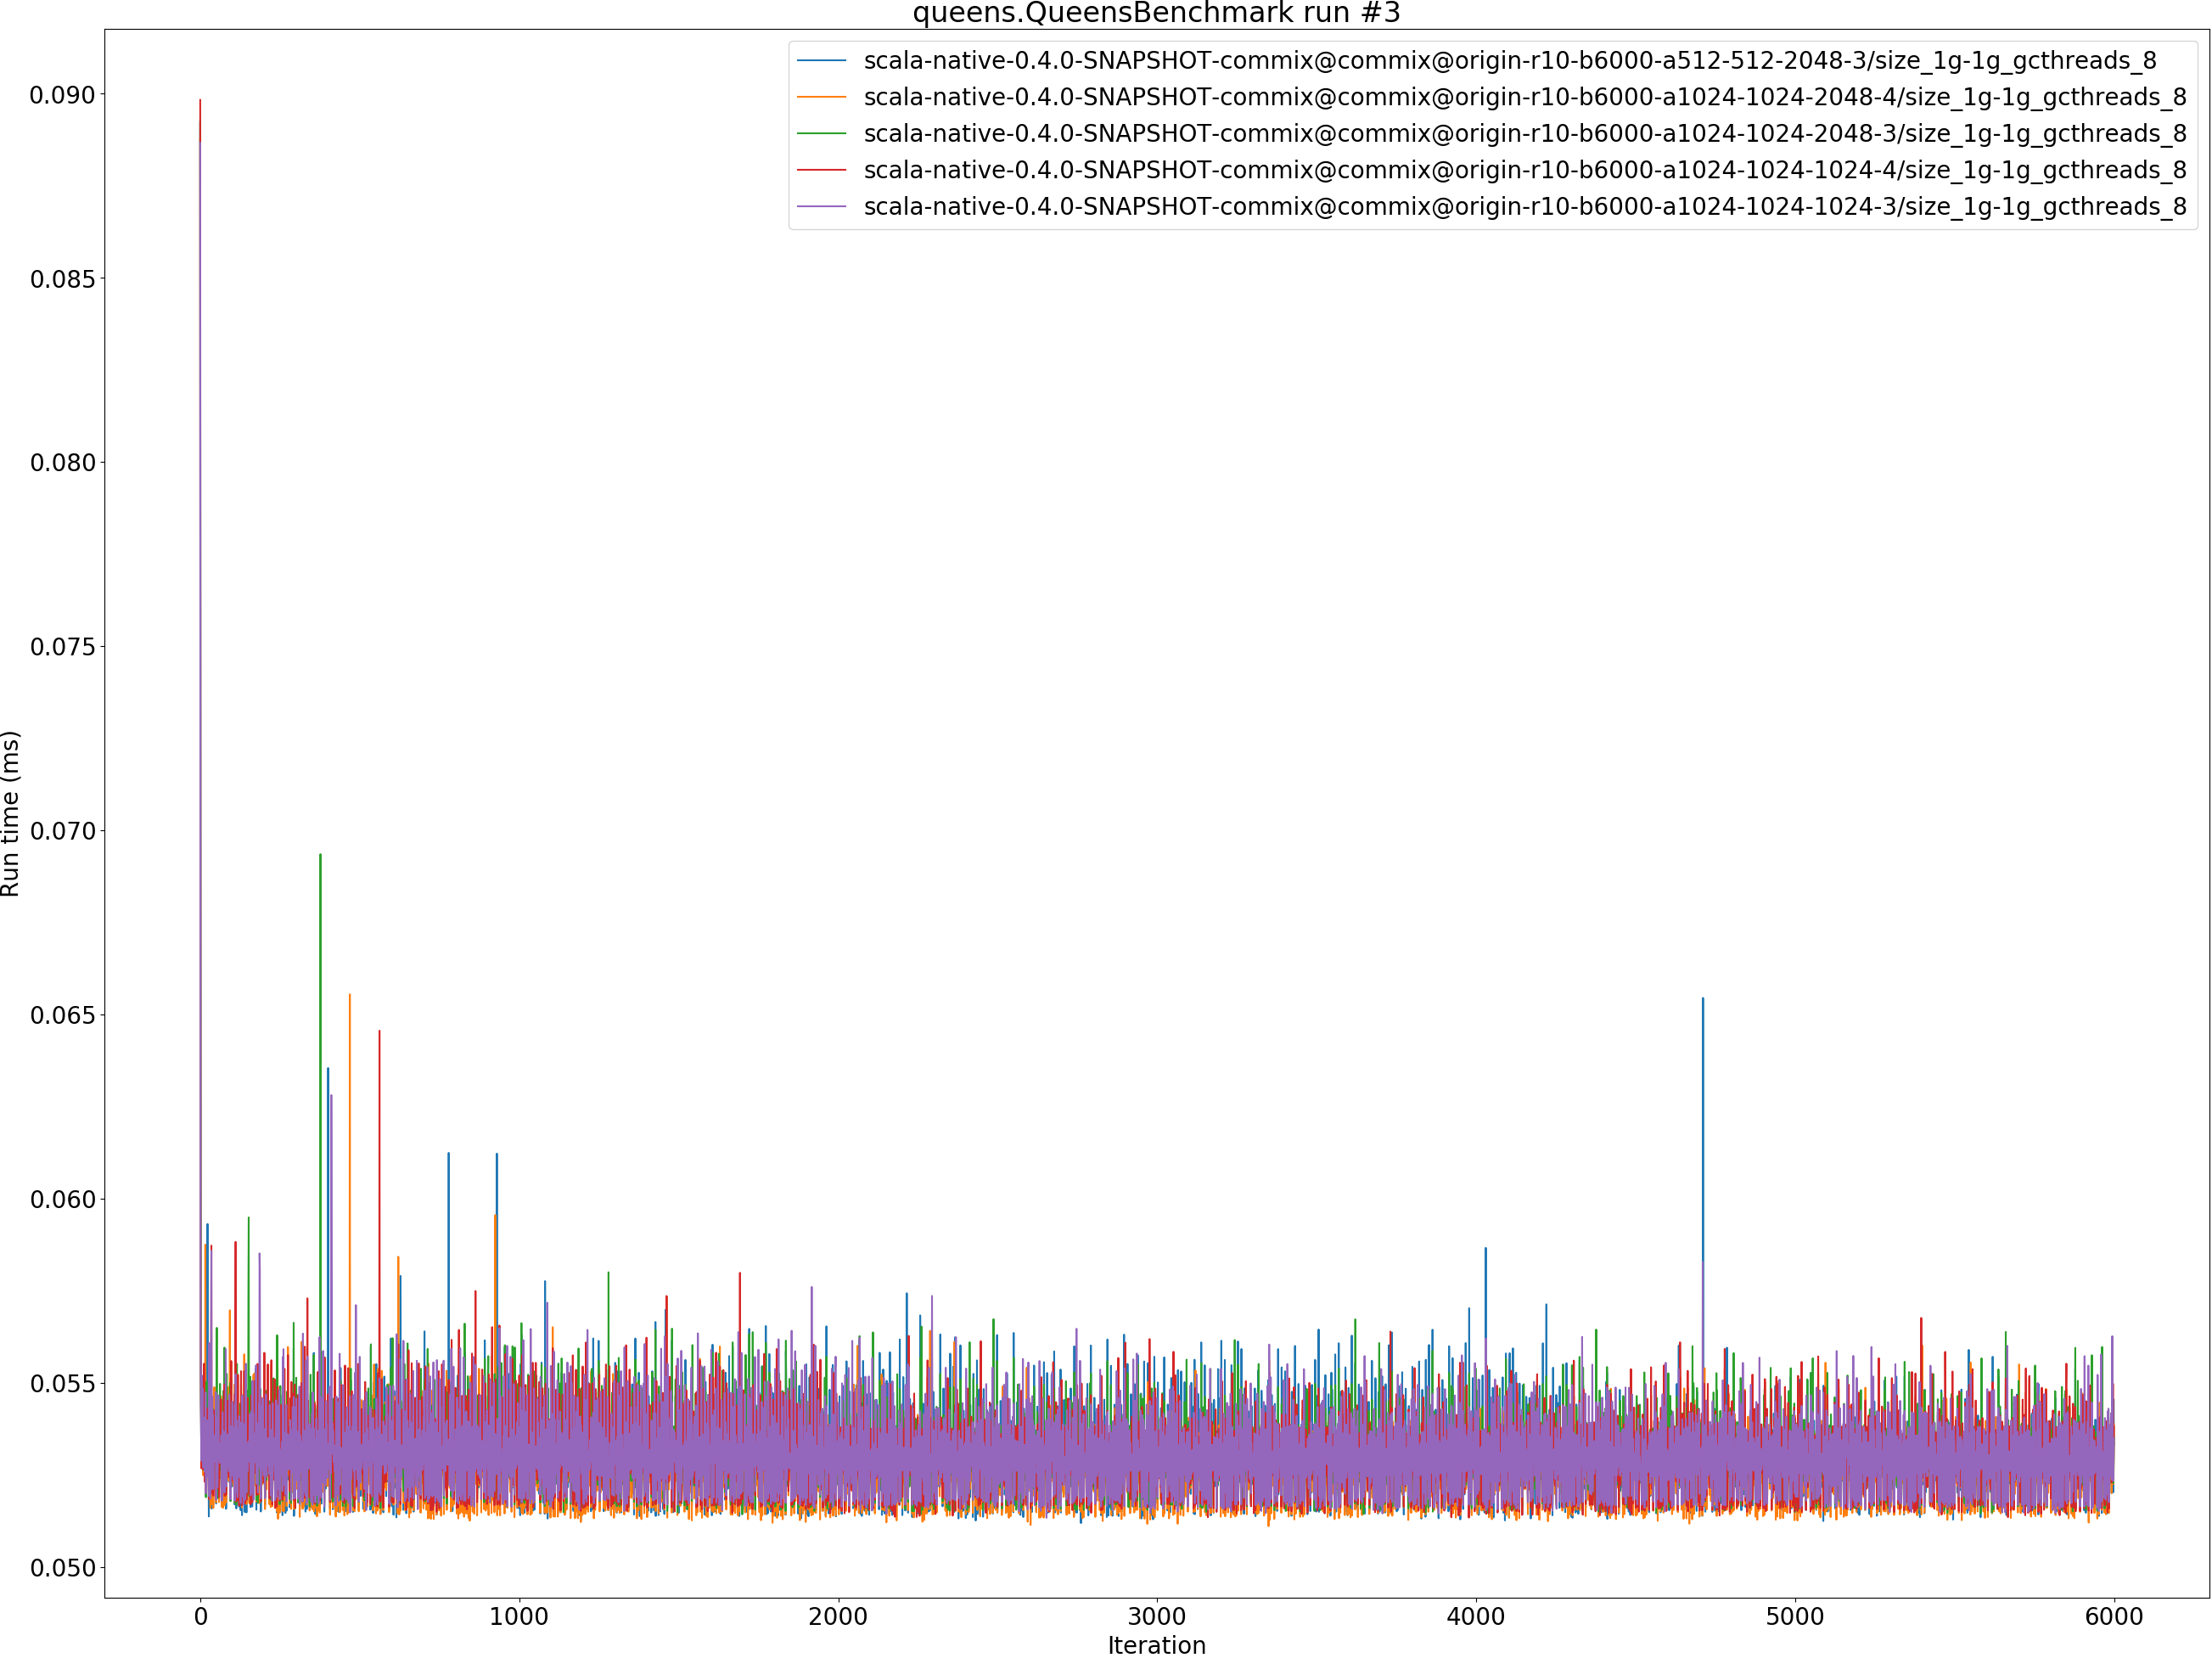 queens.QueensBenchmark run #3
scala-native-0.4.0-SNAPSHOT-commix@commix@origin-r10-b6000-a512-512-2048-3/size_1g-1g_gcthreads_8
scala-native-0.4.0-SNAPSHOT-commix@commix@origin-r10-b6000-a1024-1024-2048-4/size_1g-1g_gcthreads_8
scala-native-0.4.0-SNAPSHOT-commix@commix@origin-r10-b6000-a1024-1024-2048-3/size_1g-1g_gcthreads_8
scala-native-0.4.0-SNAPSHOT-commix@commix@origin-r10-b6000-a1024-1024-1024-4/size_1g-1g_gcthreads_8
scala-native-0.4.0-SNAPSHOT-commix@commix@origin-r10-b6000-a1024-1024-1024-3/size_1g-1g_gcthreads_8
0.090
0.085
0.080
0.075
0.070
0.065
0.060
0.055
0.050
Run time (ms)
0 1000 2000 3000 4000 5000 6000
Iteration